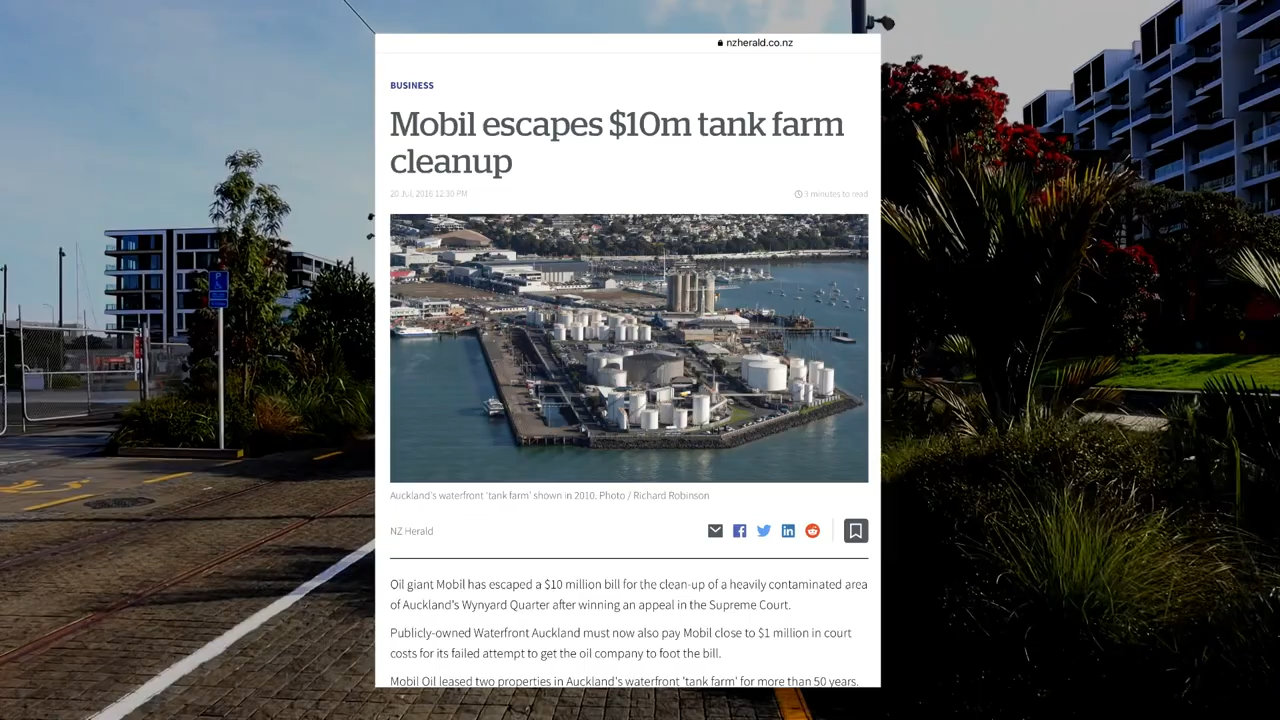 nzherald.co.nz
BUSINESS
Mobil escapes $10m tank farm
cleanup
20 Jul, 2016 12:30 PM
3 minutes to read
Auckland's waterfront 'tank farm' shown in 2010. Photo / Richard Robinson
NZ Herald
Oil giant Mobil has escaped a $10 million bill for the clean-up of a heavily contaminated area
of Auckland's Wynyard Quarter after winning an appeal in the Supreme Court.
Publicly-owned Waterfront Auckland must now also pay Mobil close to $1 million in court
costs for its failed attempt to get the oil company to foot the bill.
Mobil Oil leased two properties in Auckland's waterfront 'tank farm' for more than 50 years.
P